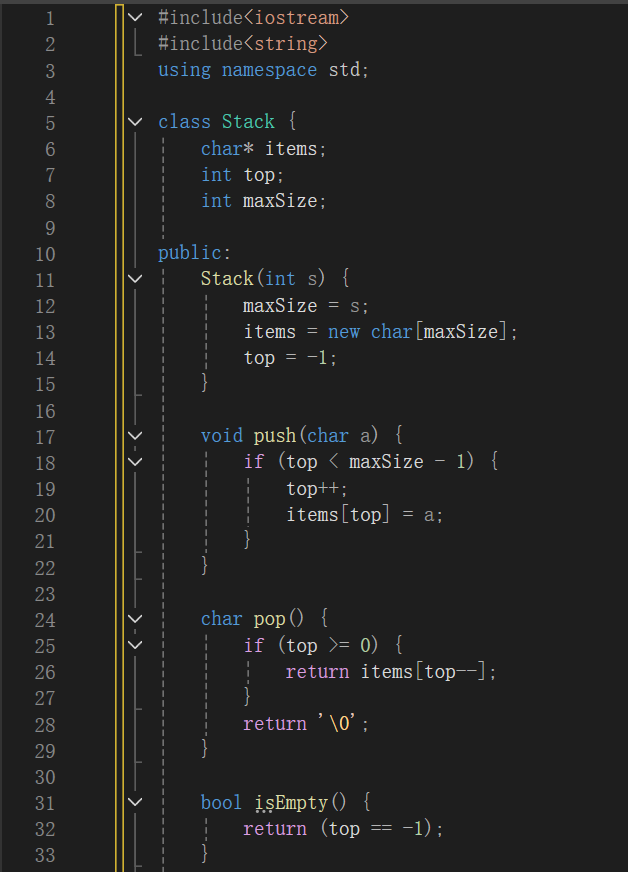 1 #include<iostream>
2 #include<string>
3 using namespace std;
4
5 class Stack {
6 char* items;
7 int top;
8 int maxSize;
9
10 public:
11 Stack(int s) {
12 maxSize = s;
13 items = new char[maxSize];
14 top = -1;
15 }
16
17 void push(char a) {
18 if (top < maxSize - 1) {
19 top++;
20 items[top] = a;
21 }
22 }
23
24 char pop() {
25 if (top >= 0) {
26 return items[top--];
27 }
28 return '\0';
29 }
30
31 bool isEmpty() {
32 return (top == -1);
33 }